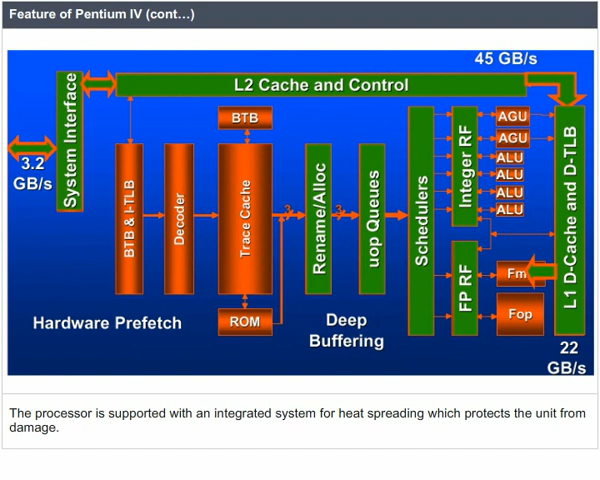 Feature of Pentium IV (cont…)
45 GB/s
L2 Cache and Control
System Interface
3.2
GB/s
BTB
BTB & I-TLB
Decoder
Trace Cache
ROM
3
Rename/Alloc
3
uop Queues
Schedulers
Integer RF
FP RF
AGU
AGU
ALU
ALU
ALU
ALU
Fm
Fop
L1 D-Cache and D-TLB
Hardware Prefetch
Deep
Buffering
22
GB/s
The processor is supported with an integrated system for heat spreading which protects the unit from
damage.